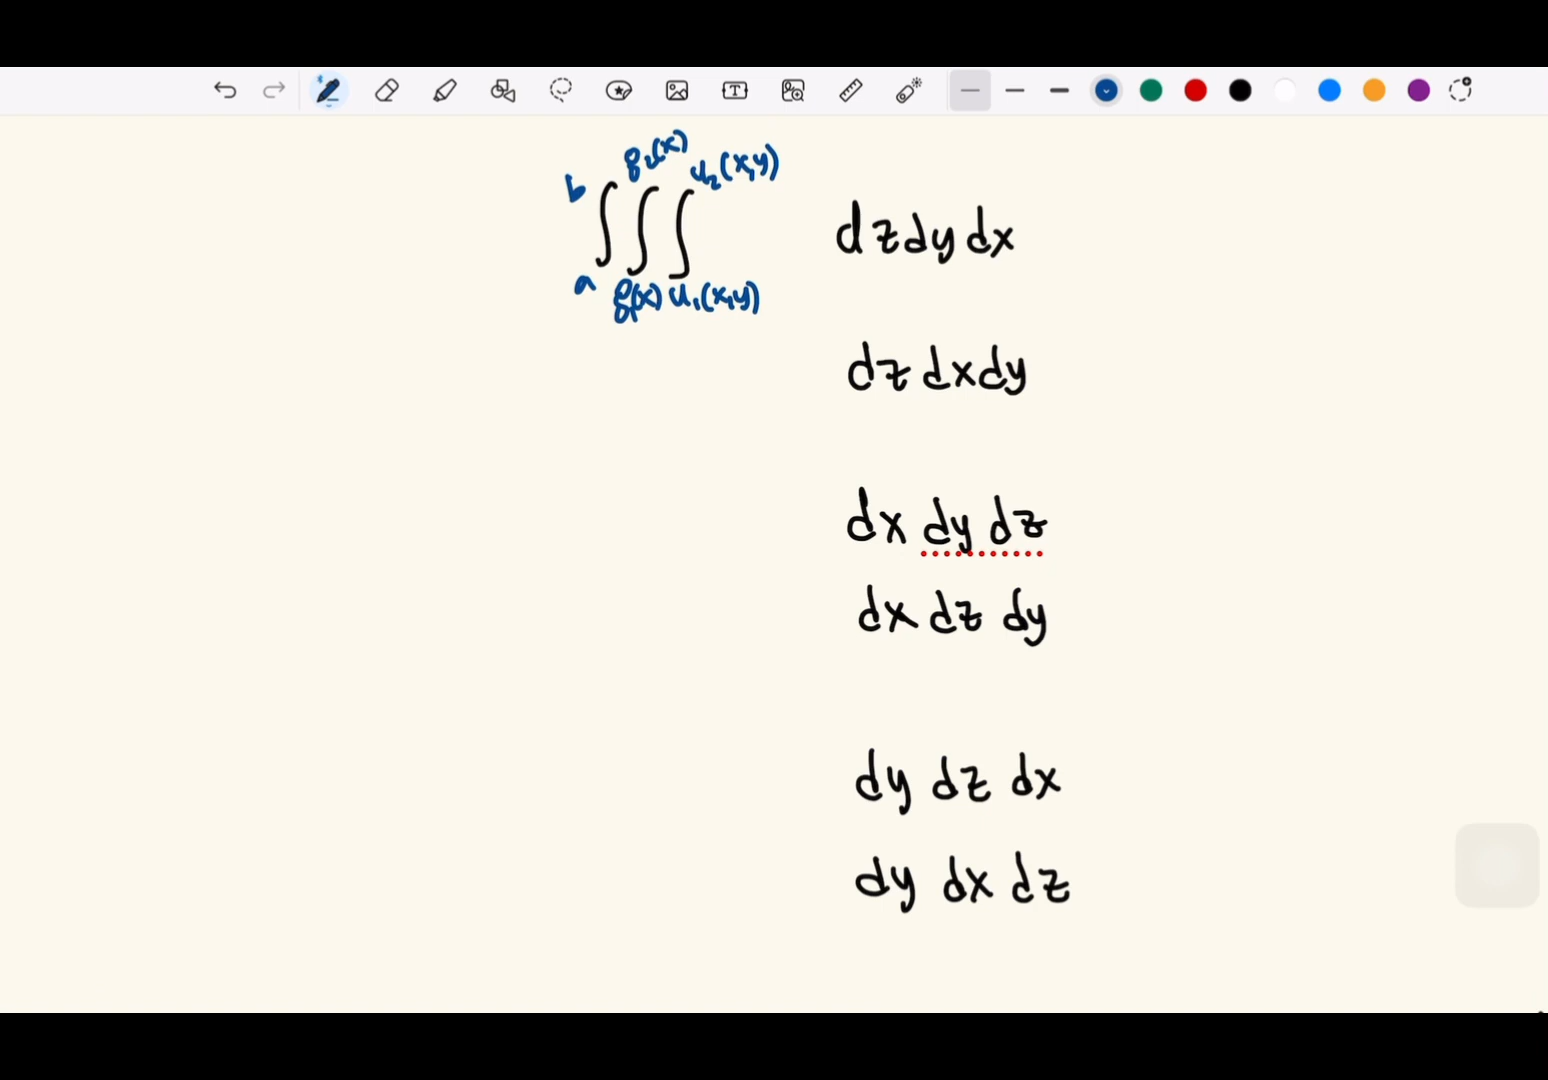 ∫_a^b ∫_{g₁(x)}^{g₂(x)} ∫_{u₁(x,y)}^{u₂(x,y)} dz dy dx
dz dx dy
dx dy dz
dx dz dy
dy dz dx
dy dx dz